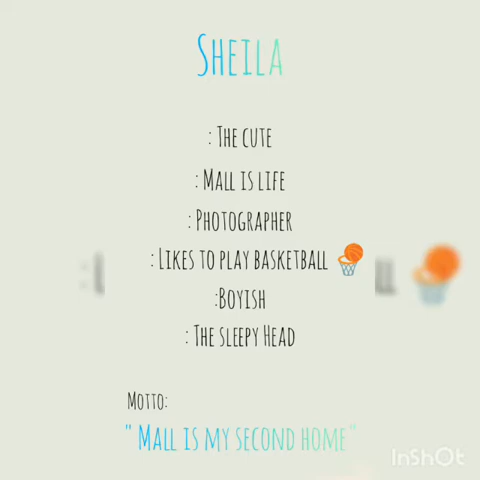 Sheila
: The cute
: Mall is life
: Photographer
: Likes to play basketball 🏀
:Boyish
: The sleepy Head
Motto:
" Mall is my second home"
InShOt